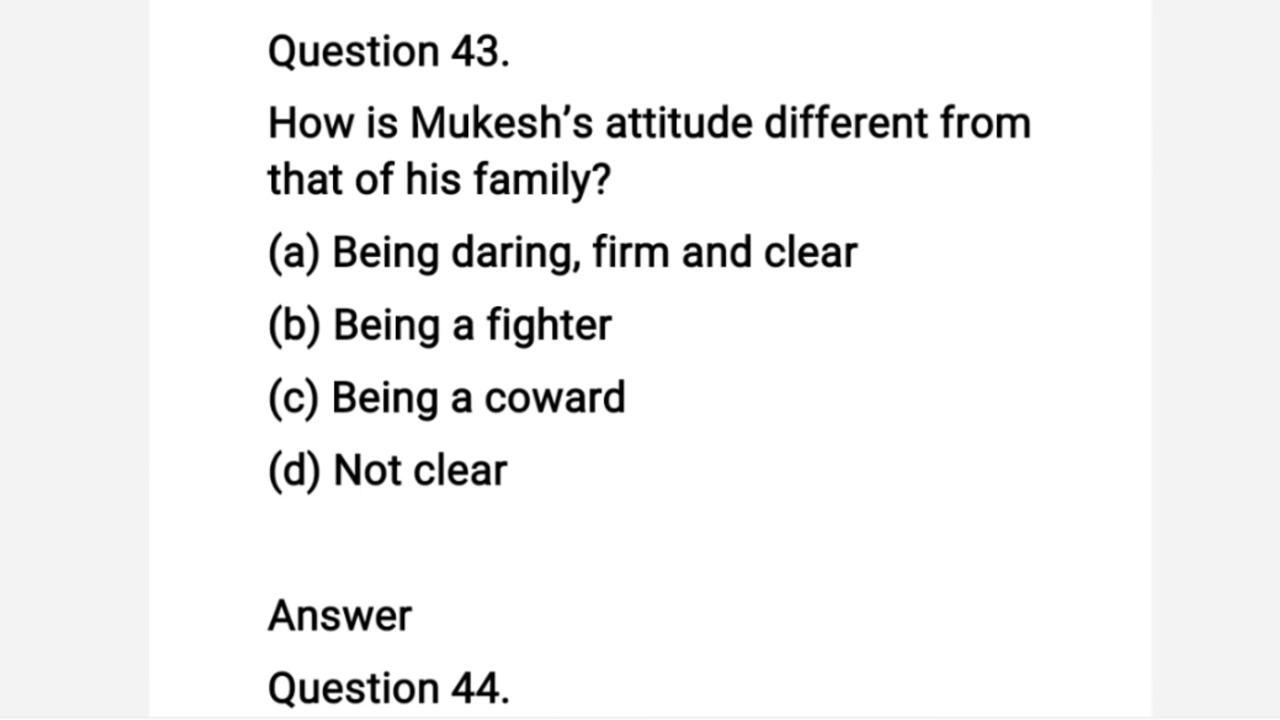 Question 43.
How is Mukesh’s attitude different from
that of his family?
(a) Being daring, firm and clear
(b) Being a fighter
(c) Being a coward
(d) Not clear
Answer
Question 44.